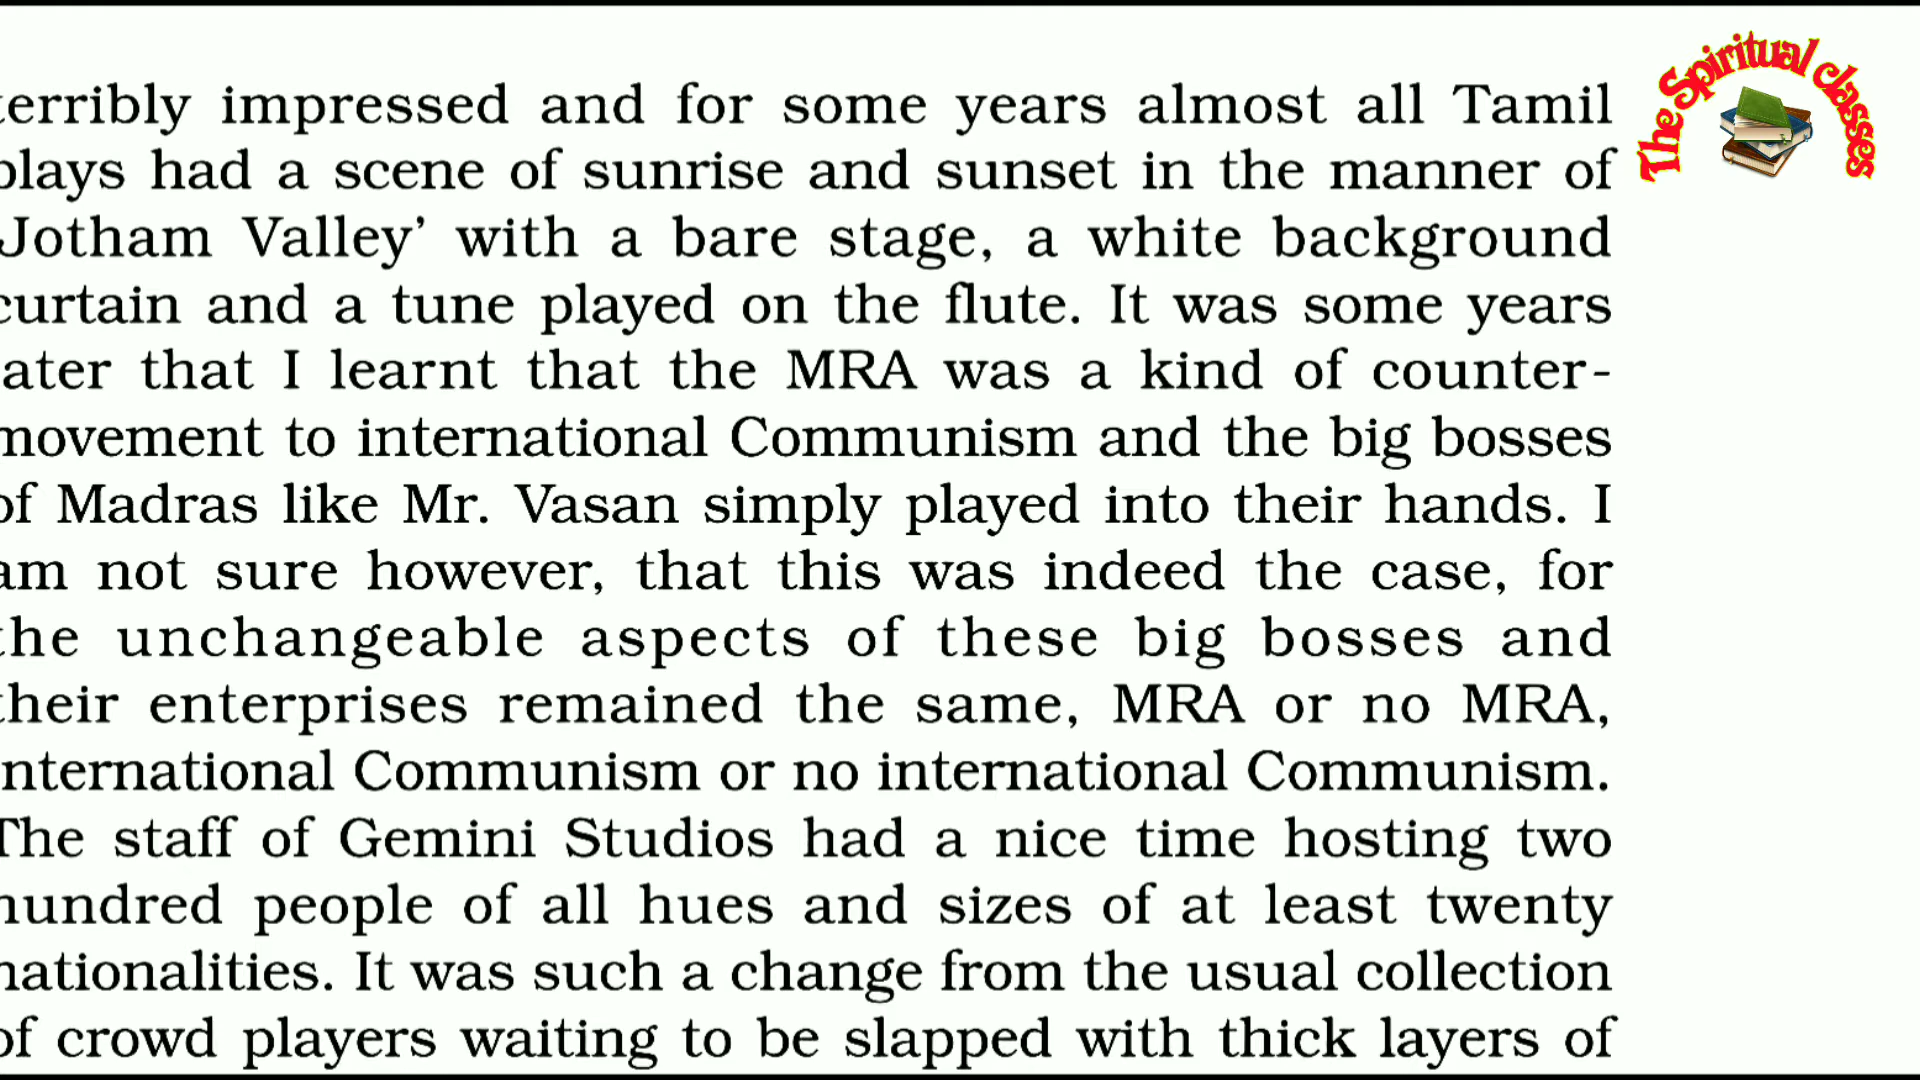 terribly impressed and for some years almost all Tamil
plays had a scene of sunrise and sunset in the manner of
Jotham Valley’ with a bare stage, a white background
curtain and a tune played on the flute. It was some years
later that I learnt that the MRA was a kind of counter-
movement to international Communism and the big bosses
of Madras like Mr. Vasan simply played into their hands. I
am not sure however, that this was indeed the case, for
the unchangeable aspects of these big bosses and
their enterprises remained the same, MRA or no MRA,
international Communism or no international Communism.
The staff of Gemini Studios had a nice time hosting two
hundred people of all hues and sizes of at least twenty
nationalities. It was such a change from the usual collection
of crowd players waiting to be slapped with thick layers of
The Spiritual classes